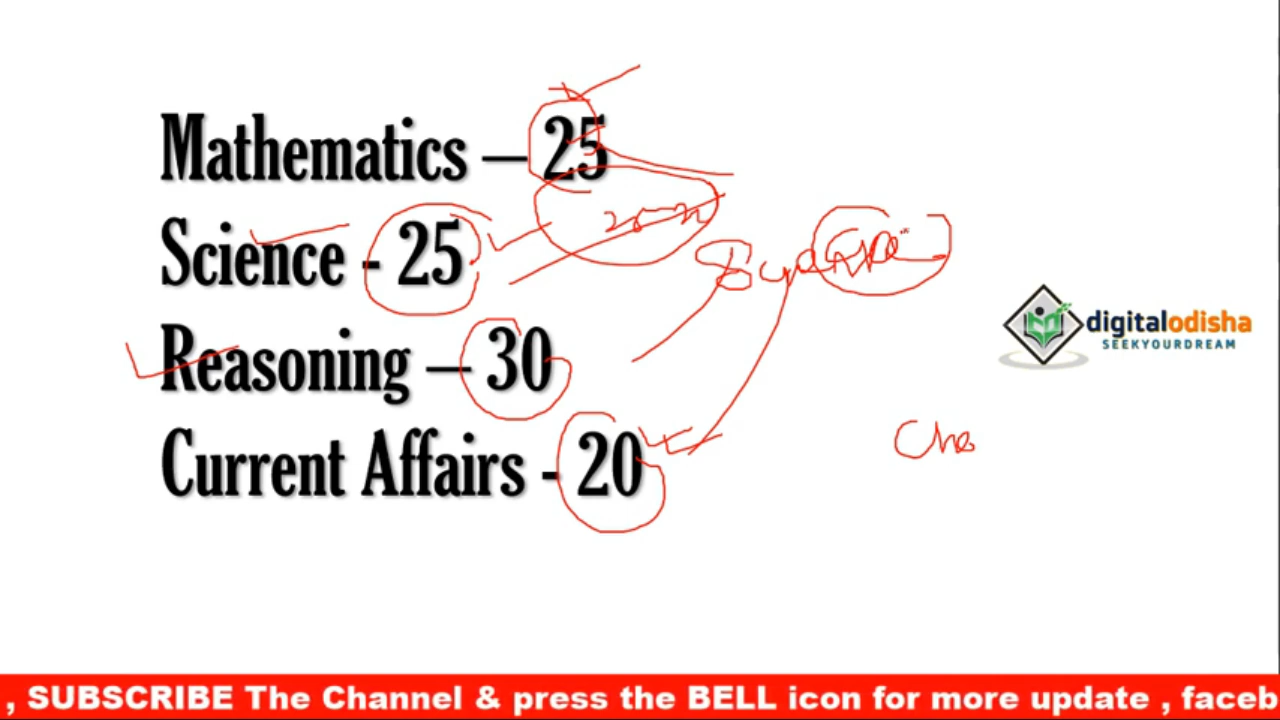 Mathematics – 25
Science - 25
Reasoning – 30
Current Affairs - 20
digitalodisha
SEEKYOURDREAM
Che
, SUBSCRIBE The Channel & press the BELL icon for more update , faceb